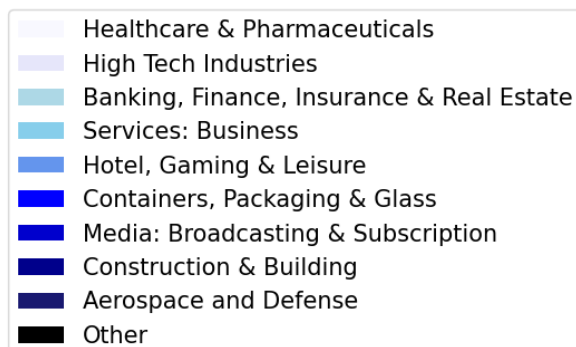 Healthcare & Pharmaceuticals
High Tech Industries
Banking, Finance, Insurance & Real Estate
Services: Business
Hotel, Gaming & Leisure
Containers, Packaging & Glass
Media: Broadcasting & Subscription
Construction & Building
Aerospace and Defense
Other